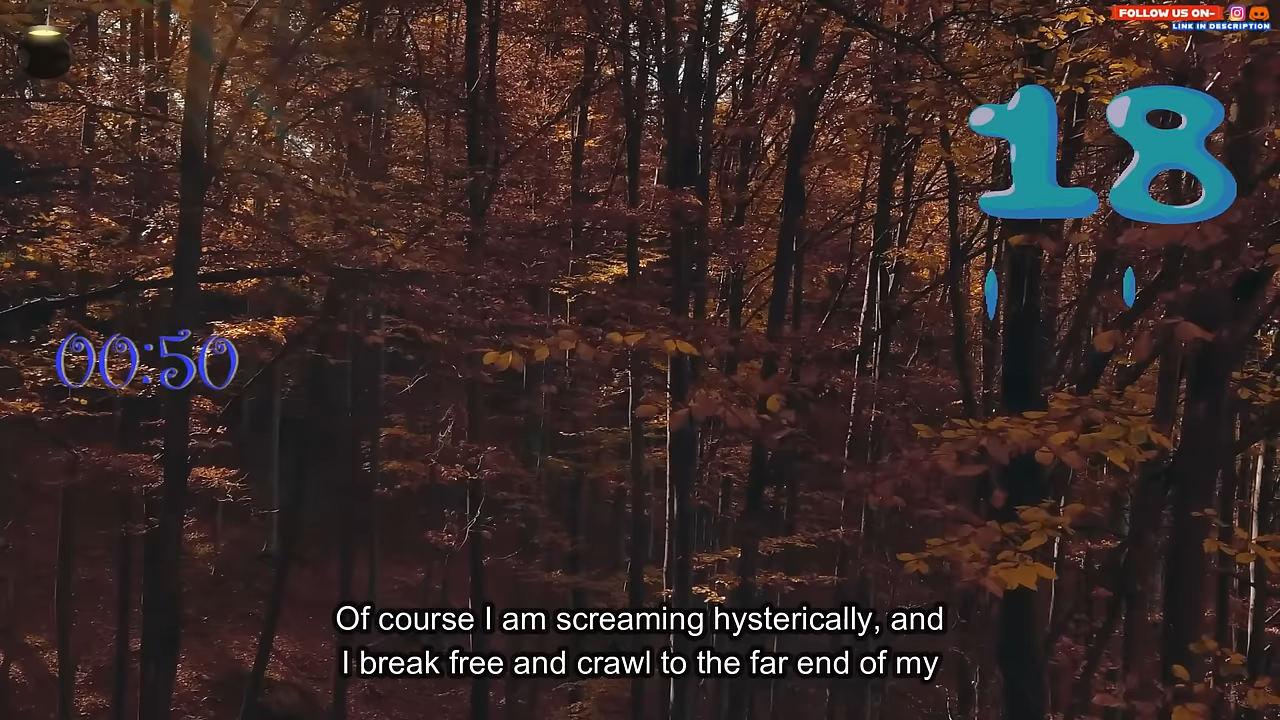 FOLLOW US ON-
LINK IN DESCRIPTION
18
00:50
Of course I am screaming hysterically, and
I break free and crawl to the far end of my